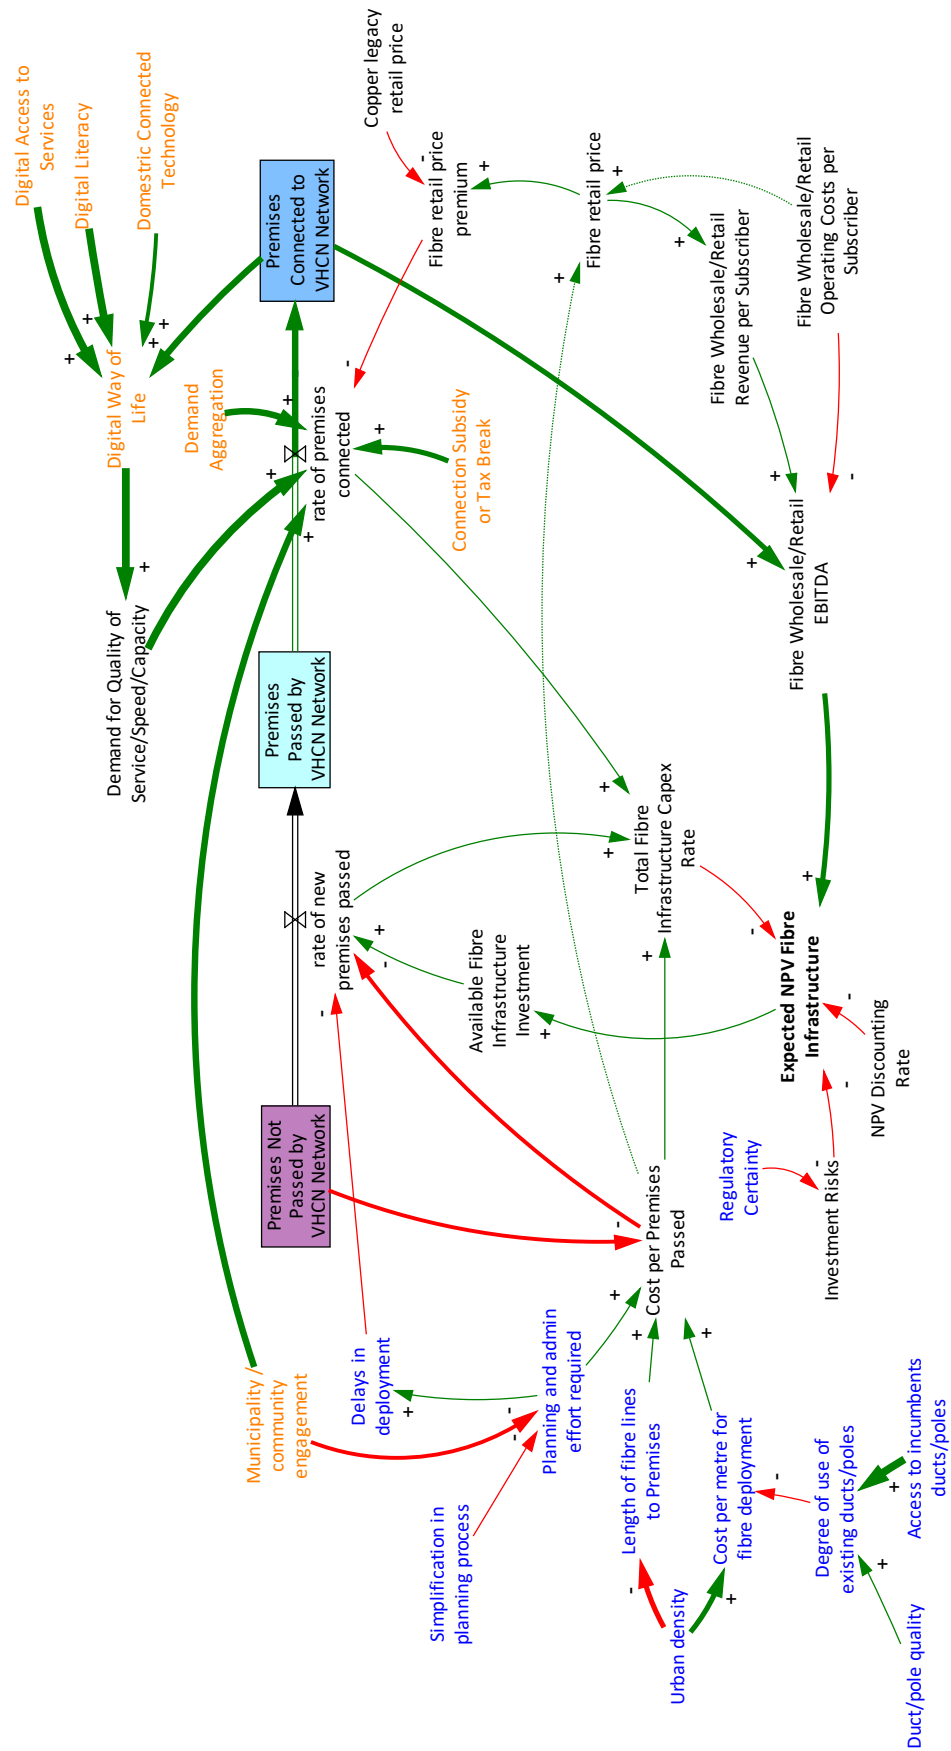 Digital Access to
Services
Digital Literacy
Domestric Connected
Technology
Digital Way of
Life
Demand for Quality of
Service/Speed/Capacity
Demand
Aggregation
Municipality /
community
engagement
Premises Not
Passed by
VHCN Network
rate of new
premises passed
Premises
Passed by
VHCN Network
rate of premises
connected
Premises
Connected to
VHCN Network
Copper legacy
retail price
Fibre retail price
premium
Connection Subsidy
or Tax Break
Delays in
deployment
Simplification in
planning process
Planning and admin
effort required
Available Fibre
Infrastructure
Investment
Fibre retail price
Length of fibre lines
to Premises
Cost per Premises
Passed
Total Fibre
Infrastructure Capex
Rate
Fibre Wholesale/Retail
Revenue per Subscriber
Urban density
Cost per metre for
fibre deployment
Regulatory
Certainty
Expected NPV Fibre
Infrastructure
Fibre Wholesale/Retail
EBITDA
Fibre Wholesale/Retail
Operating Costs per
Subscriber
Degree of use of
existing ducts/poles
Investment Risks
NPV Discounting
Rate
Duct/pole quality
Access to incumbents
ducts/poles